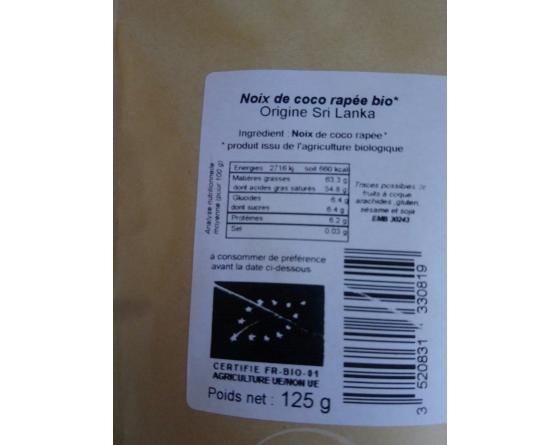 Noix de coco rapée bio*
Origine Sri Lanka
Ingrédient : Noix de coco rapée*
* produit issu de l'agriculture biologique
Analyse nutritionnelle
moyenne (pour 100 g)
Energies 2716 kj soit 660 kcal
Matières grasses 63.3 g
dont acides gras saturés 54.8 g
Glucides 6.4 g
dont sucres 6.4 g
Protéines 6.2 g
Sel 0.03 g
Traces possibles de
fruits à coque
arachides ,gluten,
sésame et soja
EMB 30243
à consommer de préférence
avant la date ci-dessous
CERTIFIE FR-BIO-01
AGRICULTURE UE/NON UE
Poids net : 125 g
3 520831 330819